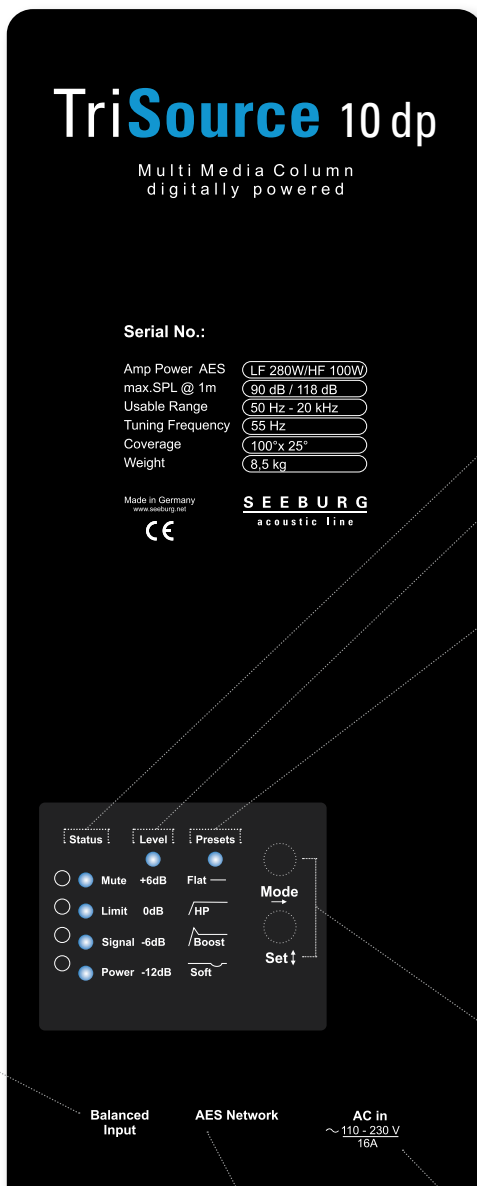 TriSource 10 dp
Multi Media Column
digitally powered
Serial No.:
Amp Power AES LF 280W/HF 100W
max.SPL @ 1m 90 dB / 118 dB
Usable Range 50 Hz - 20 kHz
Tuning Frequency 55 Hz
Coverage 100°x 25°
Weight 8,5 kg
Made in Germany
www.seeburg.net
CE
SEEBURG
acoustic line
Status Level Presets
Mute +6dB Flat
Limit 0dB HP
Signal -6dB Boost
Power -12dB Soft
Mode
→
Set↕
Balanced
Input
AES Network
AC in
~ 110 - 230 V
16A